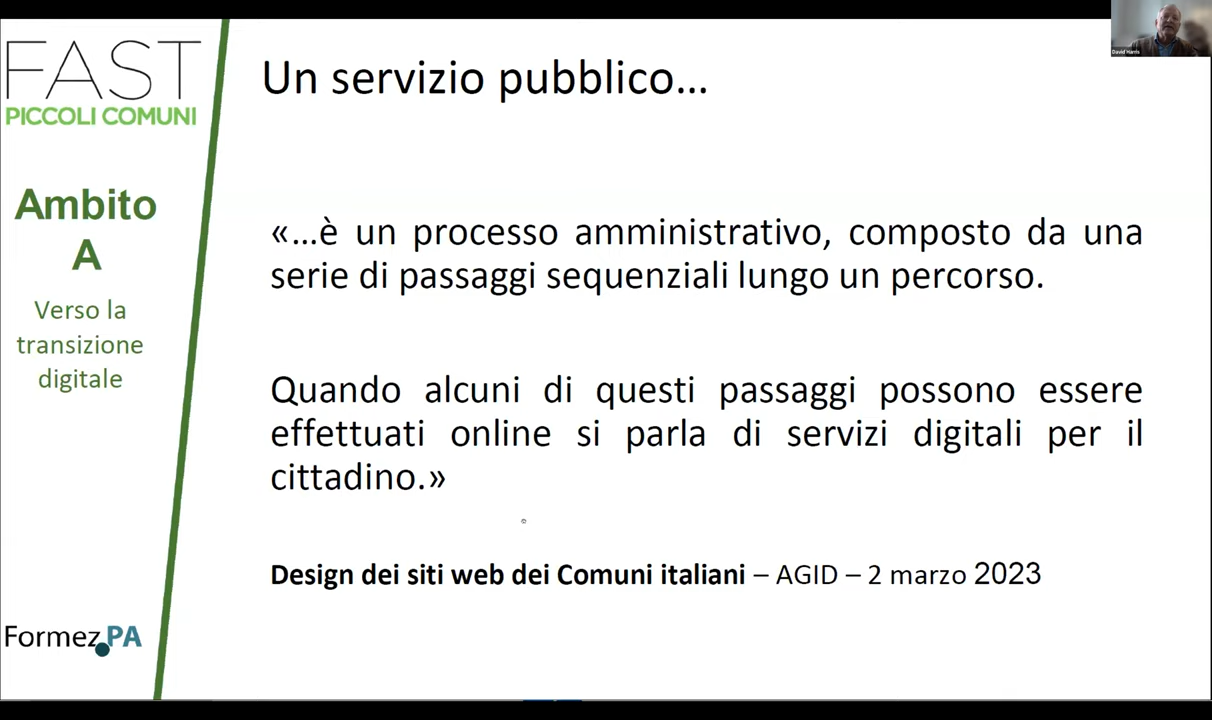 FAST
PICCOLI COMUNI
Ambito
A
Verso la
transizione
digitale
Formez PA
Un servizio pubblico…
«…è un processo amministrativo, composto da una
serie di passaggi sequenziali lungo un percorso.
Quando alcuni di questi passaggi possono essere
effettuati online si parla di servizi digitali per il
cittadino.»
Design dei siti web dei Comuni italiani – AGID – 2 marzo 2023
David Harris